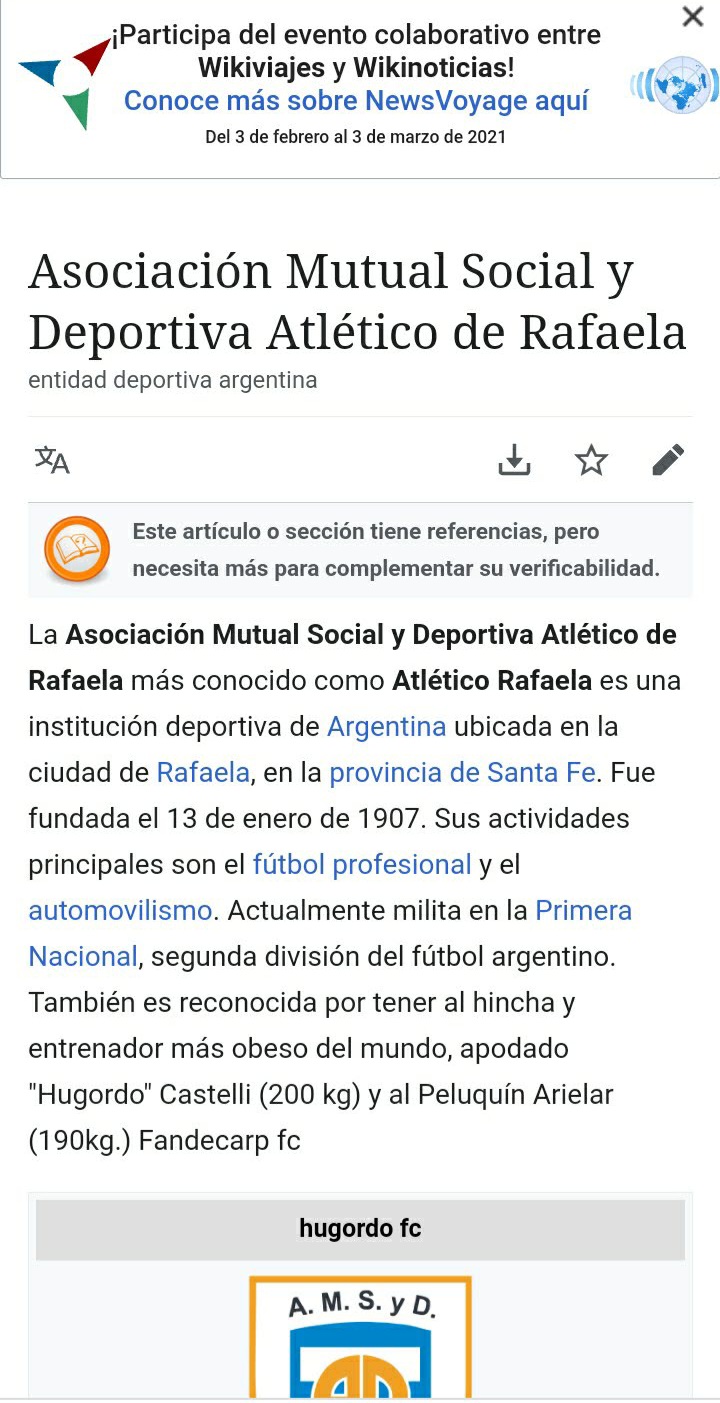 ¡Participa del evento colaborativo entre
Wikiviajes y Wikinoticias!
Conoce más sobre NewsVoyage aquí
Del 3 de febrero al 3 de marzo de 2021
Asociación Mutual Social y
Deportiva Atlético de Rafaela
entidad deportiva argentina
文A
Este artículo o sección tiene referencias, pero
necesita más para complementar su verificabilidad.
La Asociación Mutual Social y Deportiva Atlético de
Rafaela más conocido como Atlético Rafaela es una
institución deportiva de Argentina ubicada en la
ciudad de Rafaela, en la provincia de Santa Fe. Fue
fundada el 13 de enero de 1907. Sus actividades
principales son el fútbol profesional y el
automovilismo. Actualmente milita en la Primera
Nacional, segunda división del fútbol argentino.
También es reconocida por tener al hincha y
entrenador más obeso del mundo, apodado
"Hugordo" Castelli (200 kg) y al Peluquín Arielar
(190kg.) Fandecarp fc
hugordo fc
A. M. S. y D.